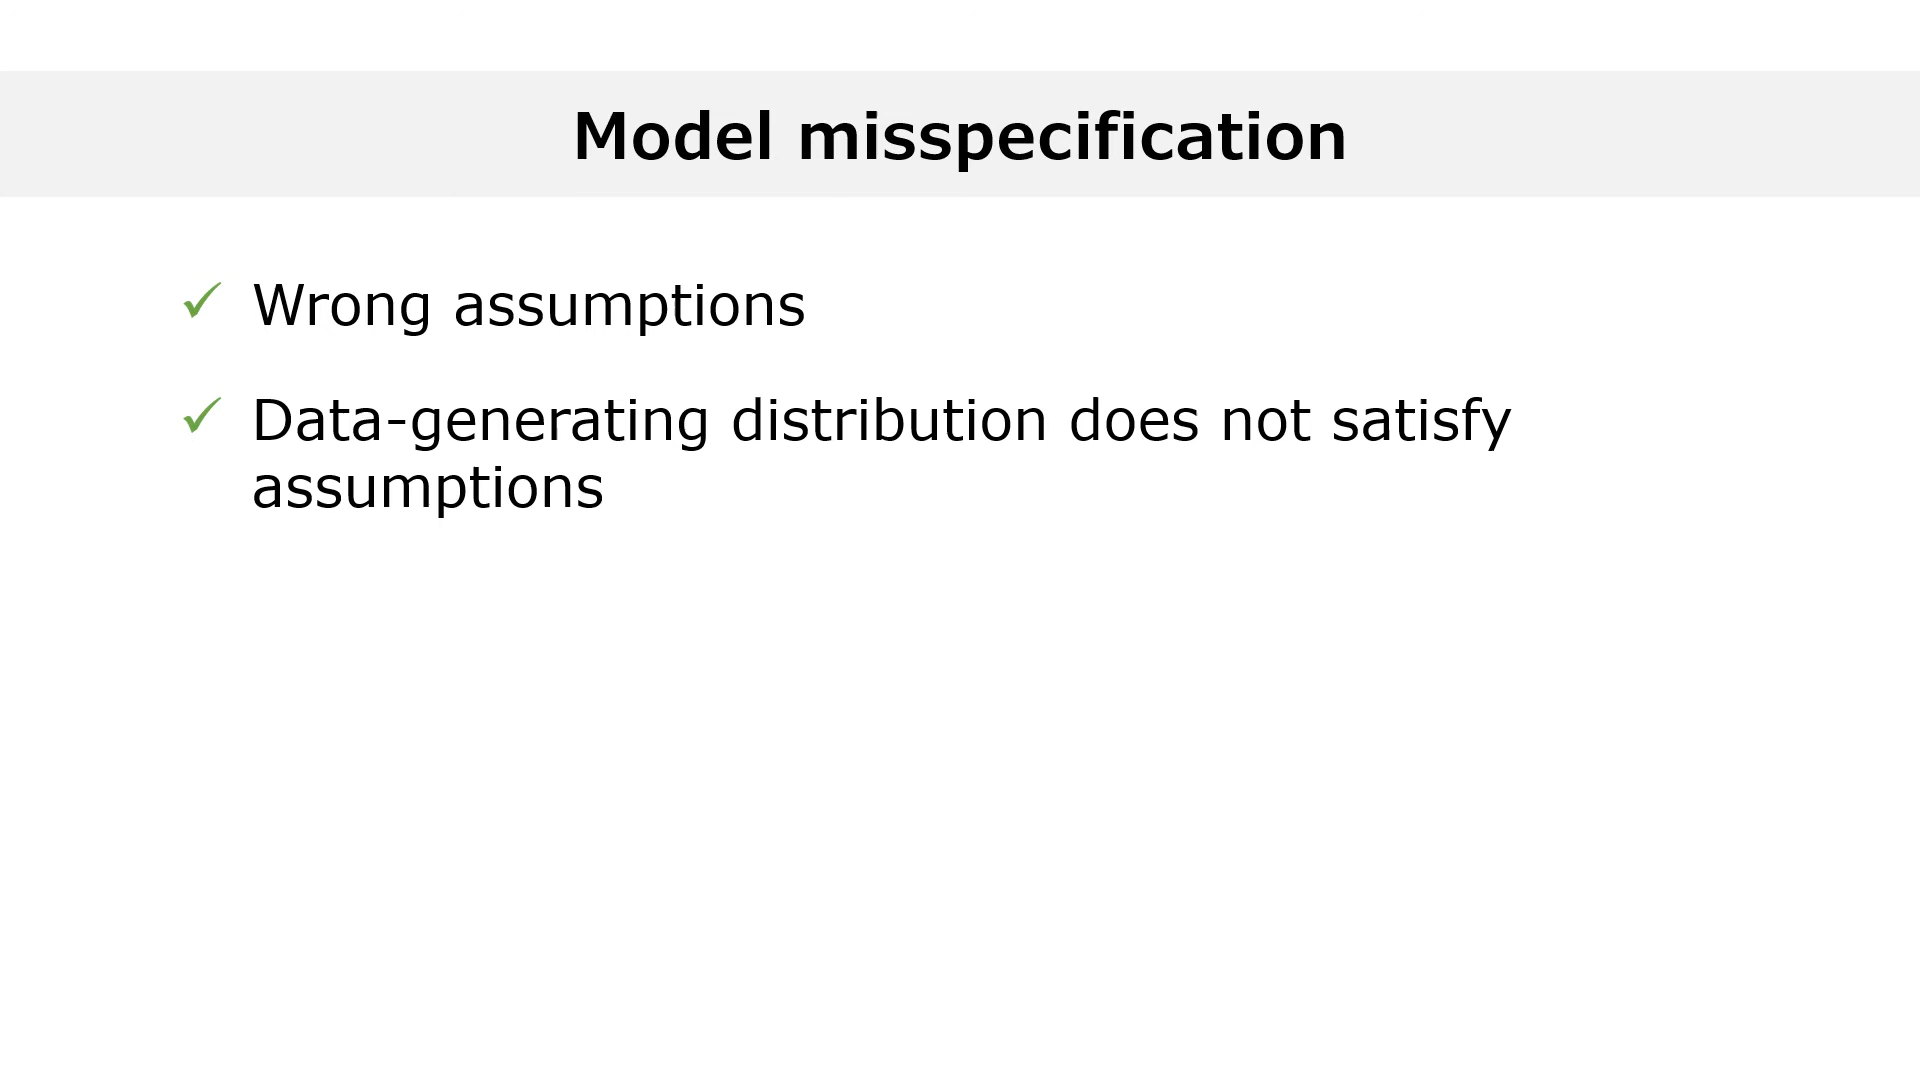 Model misspecification
✓ Wrong assumptions
✓ Data-generating distribution does not satisfy
assumptions